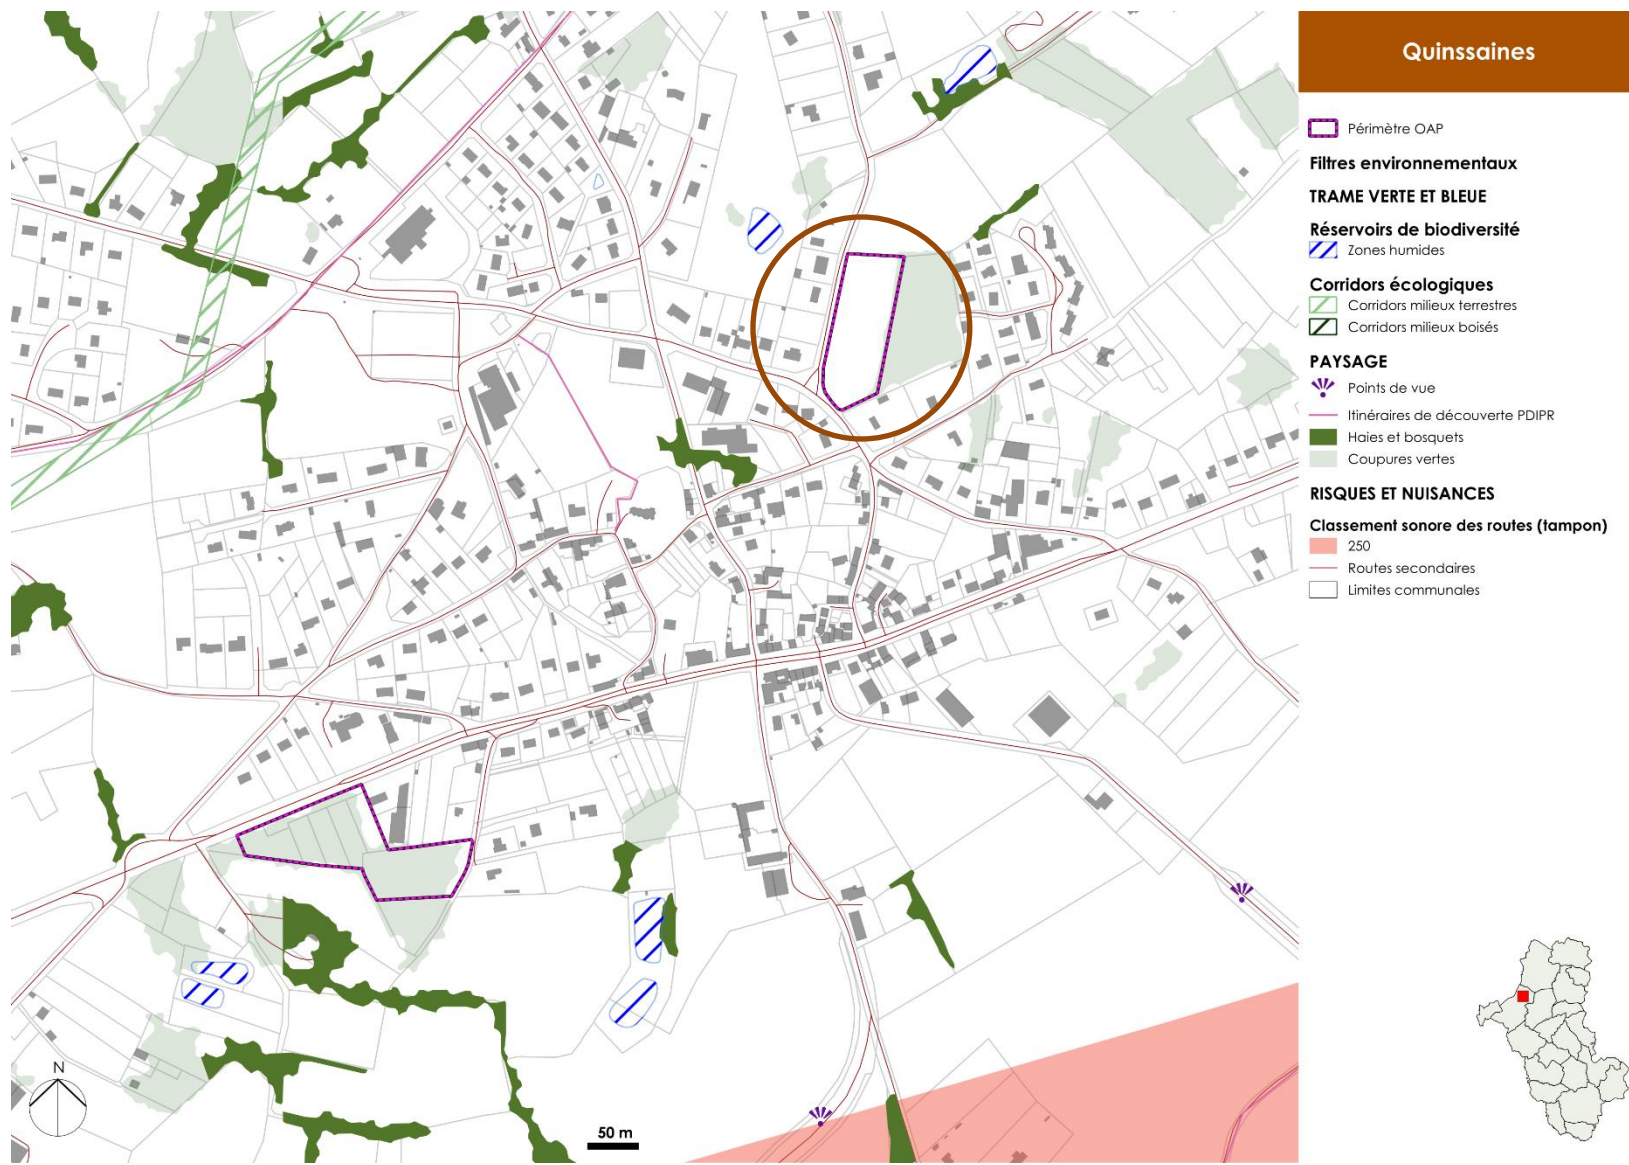 Quinssaines
Périmètre OAP
Filtres environnementaux
TRAME VERTE ET BLEUE
Réservoirs de biodiversité
Zones humides
Corridors écologiques
Corridors milieux terrestres
Corridors milieux boisés
PAYSAGE
Points de vue
Itinéraires de découverte PDIPR
Haies et bosquets
Coupures vertes
RISQUES ET NUISANCES
Classement sonore des routes (tampon)
250
Routes secondaires
Limites communales
N
50 m